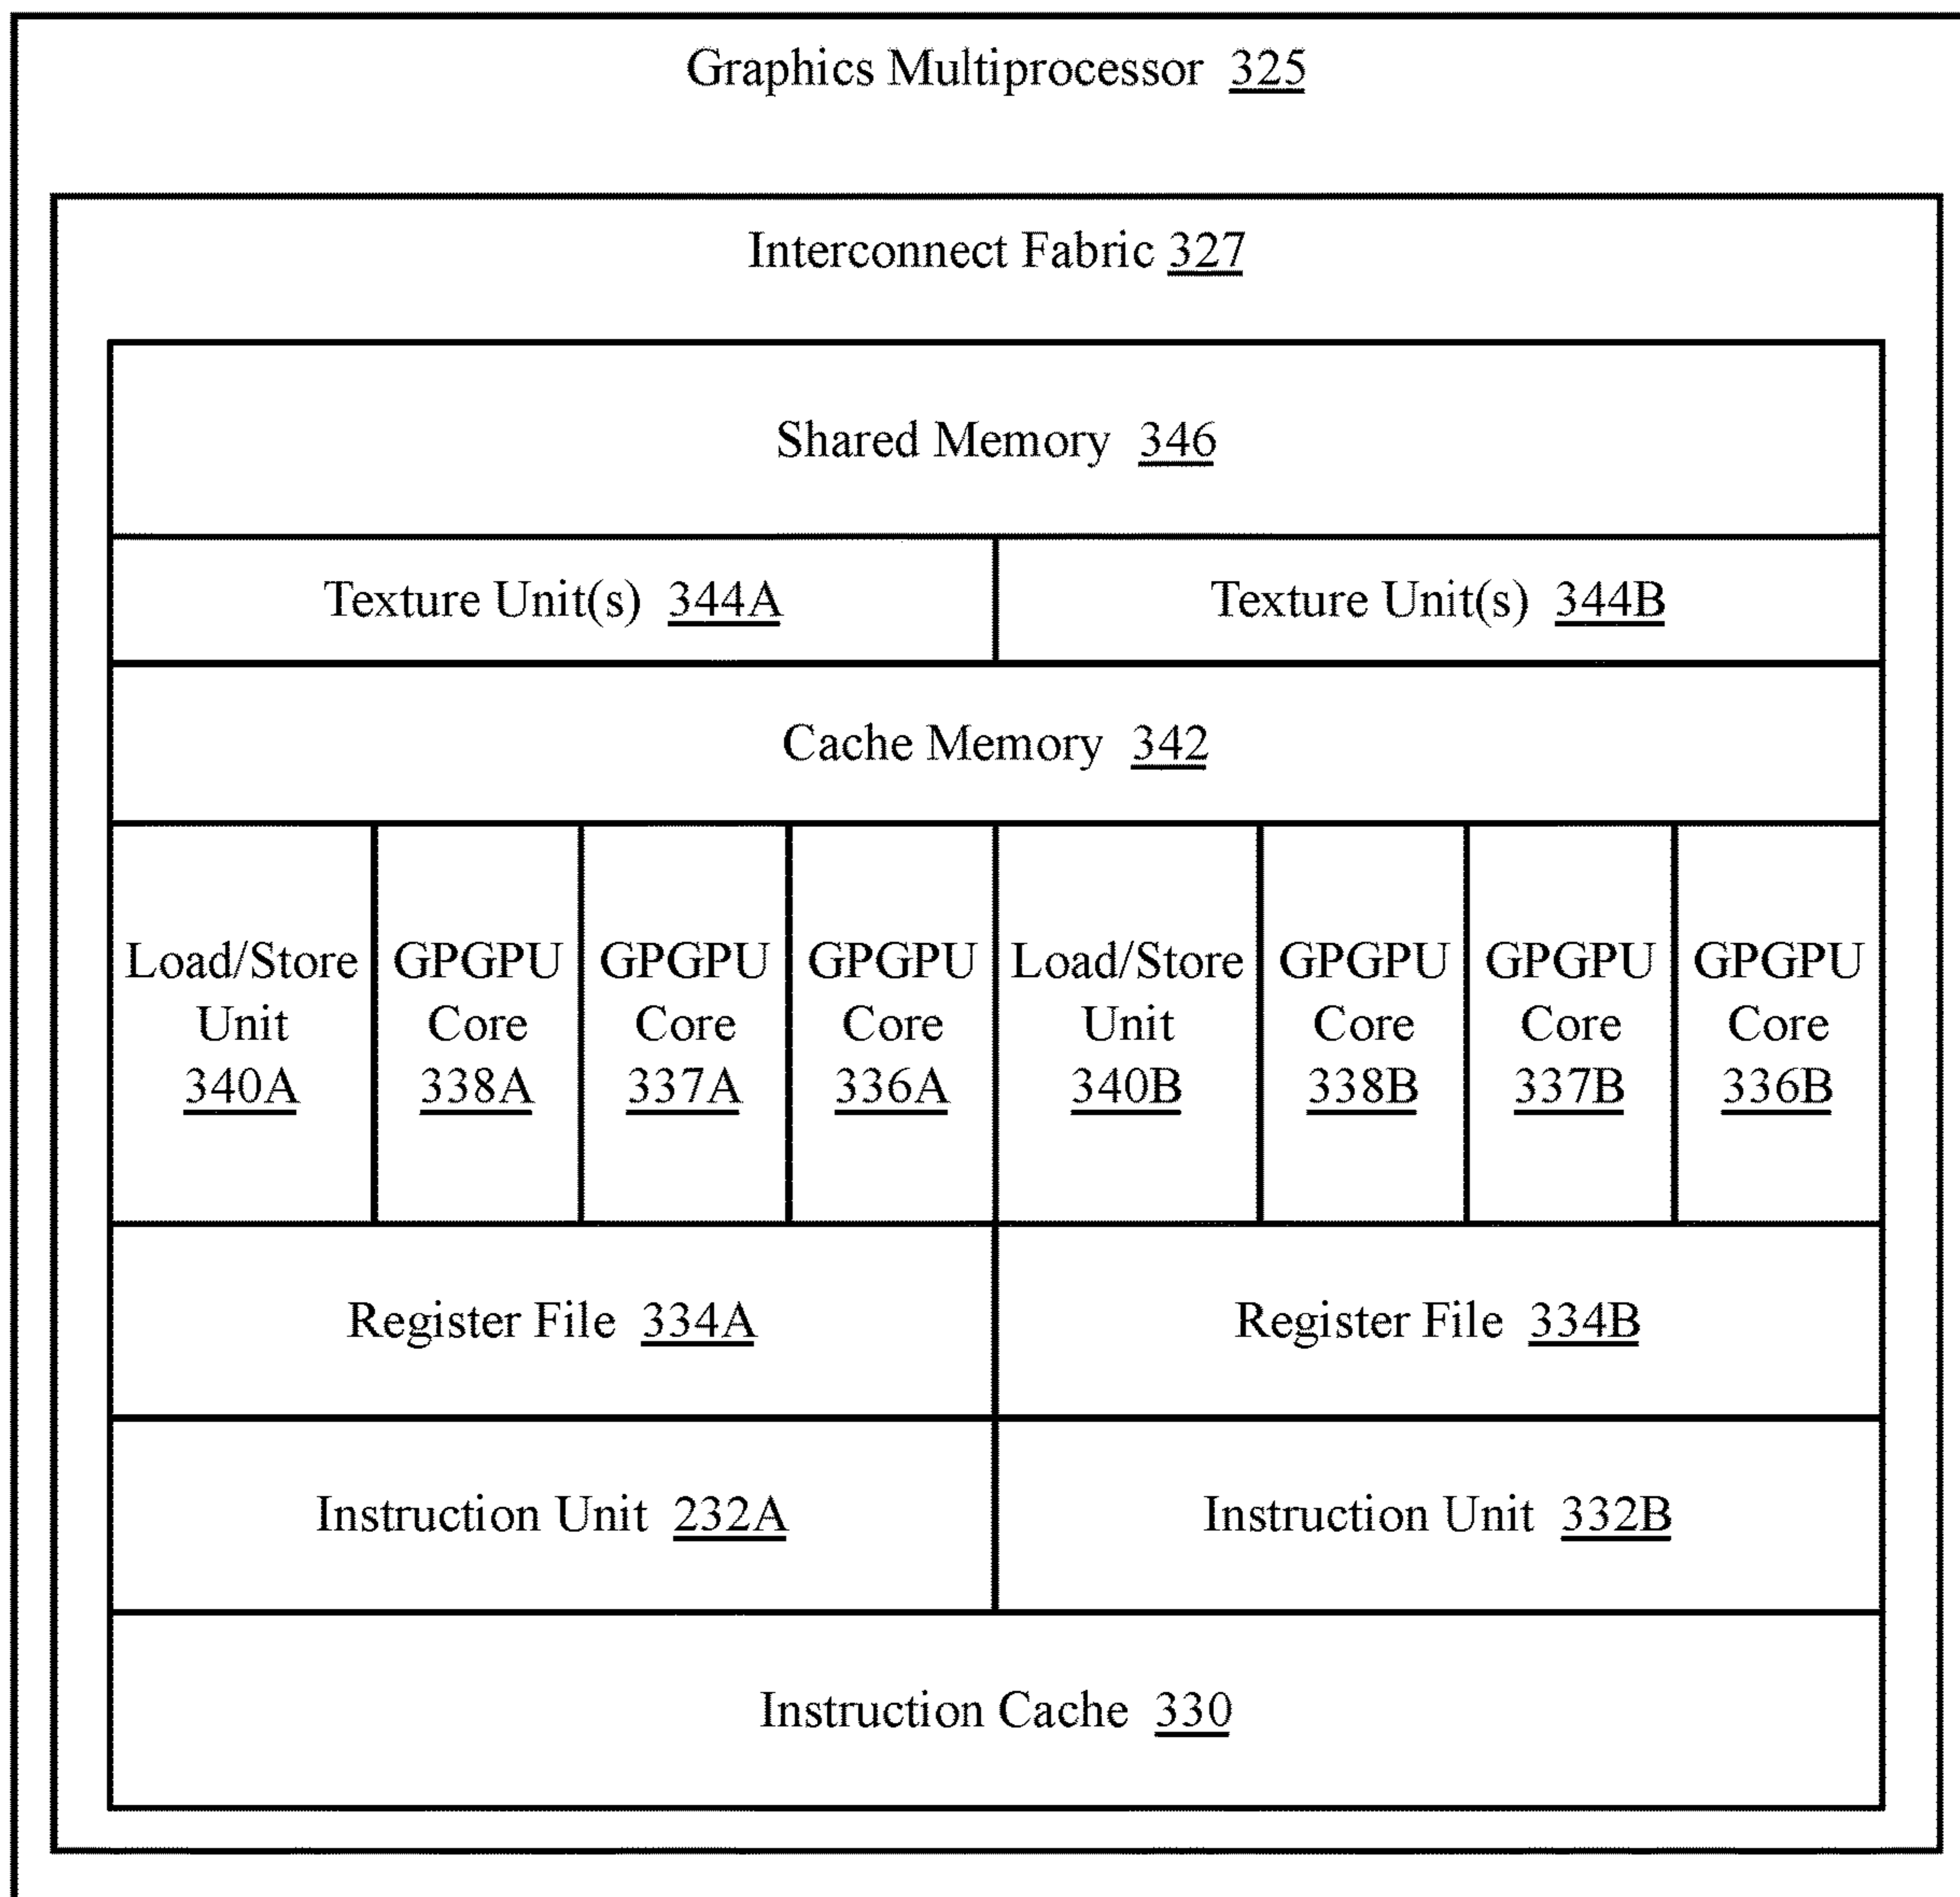 Graphics Multiprocessor 325
Interconnect Fabric 327
Shared Memory 346
Texture Unit(s) 344A
Texture Unit(s) 344B
Cache Memory 342
Load/Store
Unit
340A
GPGPU
Core
338A
GPGPU
Core
337A
GPGPU
Core
336A
Load/Store
Unit
340B
GPGPU
Core
338B
GPGPU
Core
337B
GPGPU
Core
336B
Register File 334A
Register File 334B
Instruction Unit 232A
Instruction Unit 332B
Instruction Cache 330